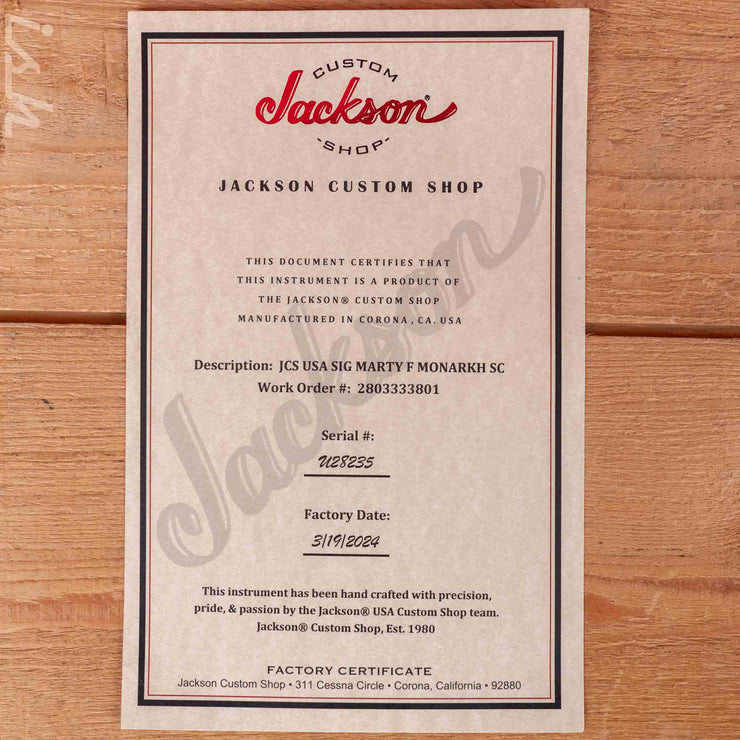 CUSTOM
Jackson®
-SHOP-
JACKSON CUSTOM SHOP
THIS DOCUMENT CERTIFIES THAT
THIS INSTRUMENT IS A PRODUCT OF
THE JACKSON® CUSTOM SHOP
MANUFACTURED IN CORONA, CA. USA
Jackson
Description: JCS USA SIG MARTY F MONARKH SC
Work Order #: 2803333801
Serial #:
U28235
Factory Date:
3/19/2024
This instrument has been hand crafted with precision,
pride, & passion by the Jackson® USA Custom Shop team.
Jackson® Custom Shop, Est. 1980
FACTORY CERTIFICATE
Jackson Custom Shop • 311 Cessna Circle • Corona, California • 92880